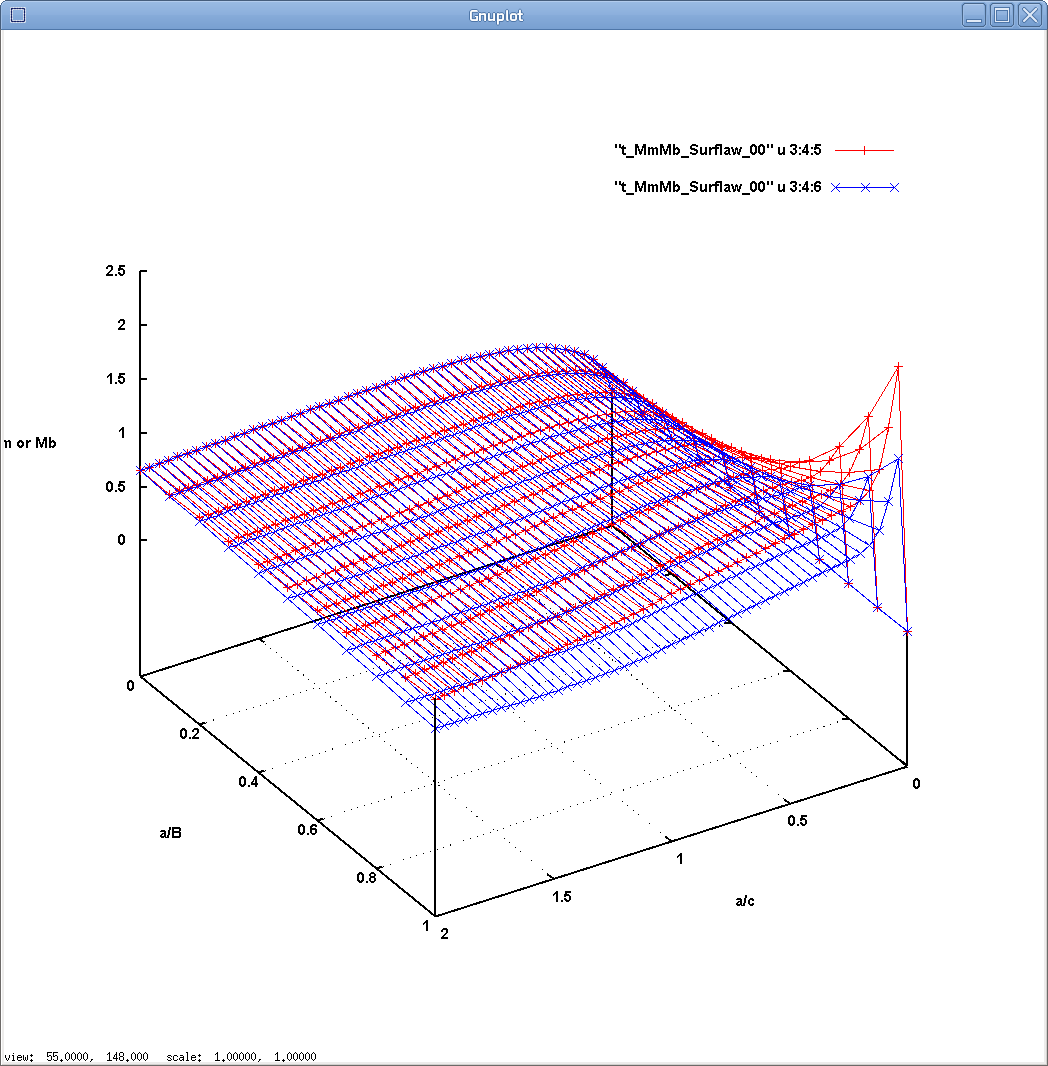 Gnuplot
"t_MmMb_Surflaw_00" u 3:4:5
"t_MmMb_Surflaw_00" u 3:4:6
2.5
2
1.5
1
0.5
0
m or Mb
0
0.2
0.4
0.6
0.8
1
a/B
2
1.5
1
0.5
0
a/c
view: 55.0000, 148.000 scale: 1.00000, 1.00000